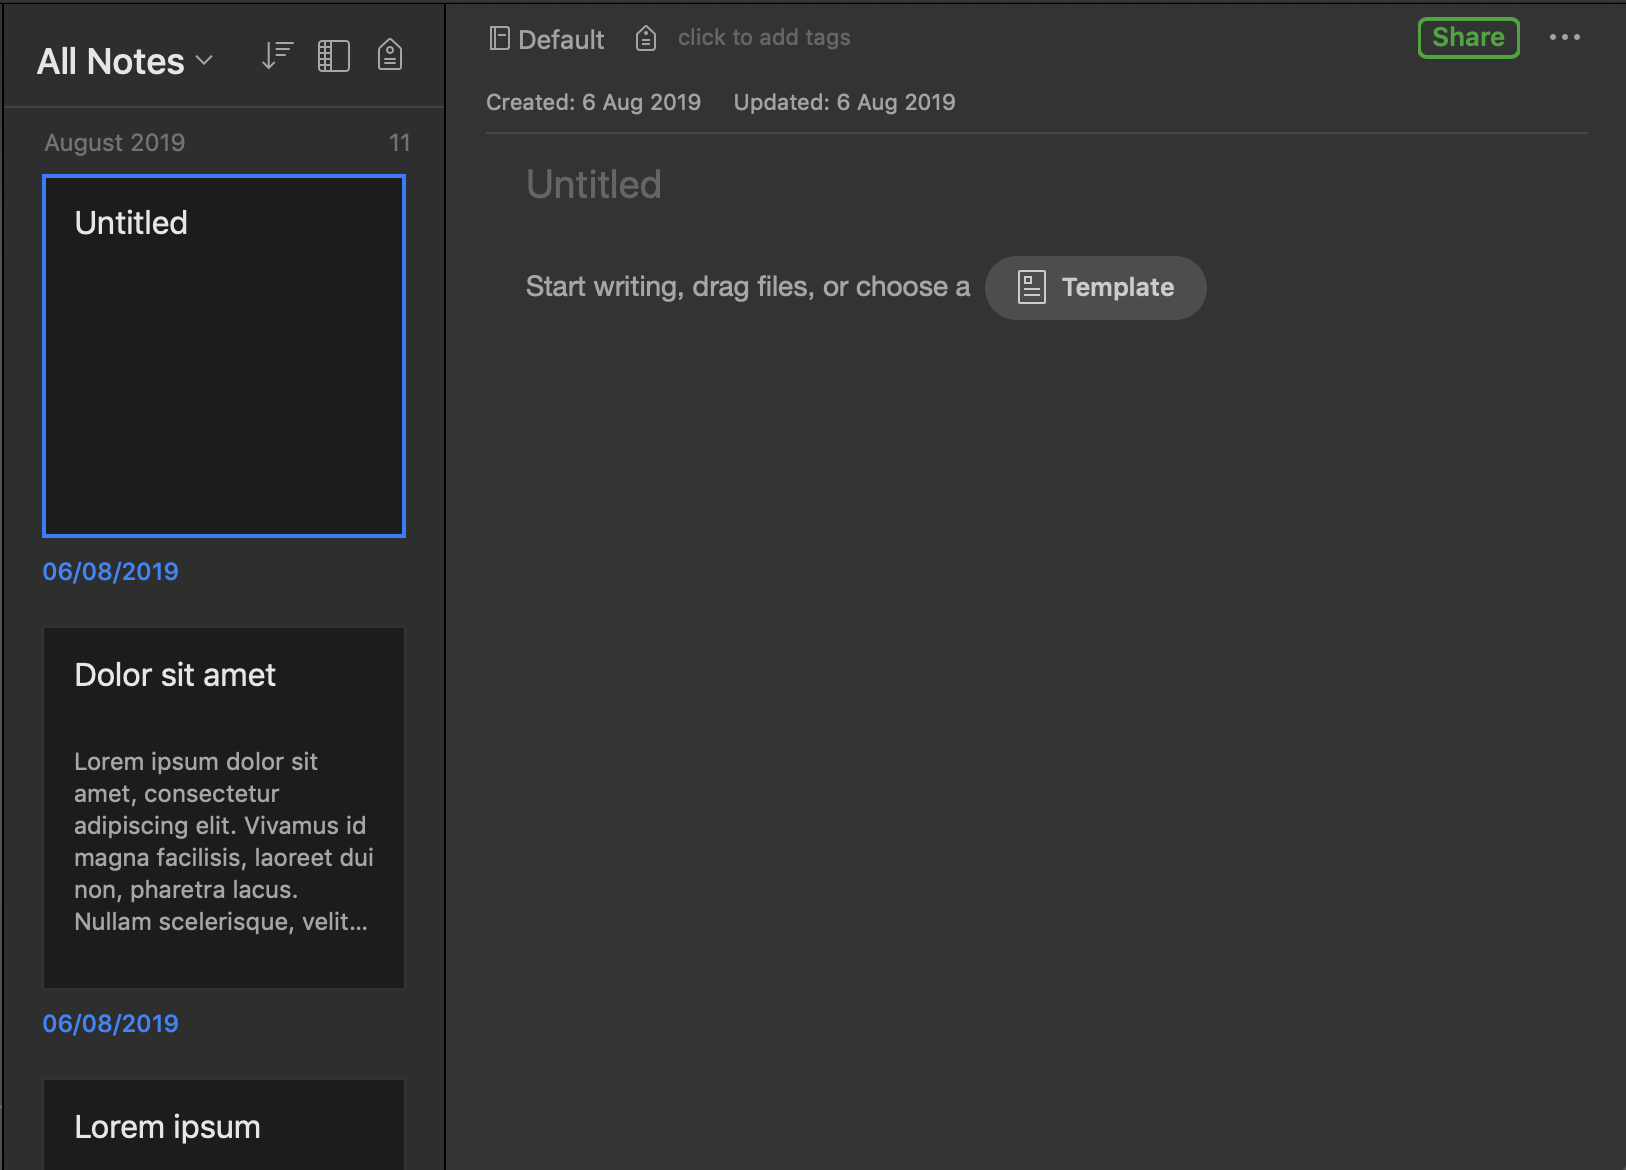 All Notes
August 2019 11
Untitled
06/08/2019
Dolor sit amet
Lorem ipsum dolor sit
amet, consectetur
adipiscing elit. Vivamus id
magna facilisis, laoreet dui
non, pharetra lacus.
Nullam scelerisque, velit...
06/08/2019
Lorem ipsum
Default click to add tags Share
Created: 6 Aug 2019 Updated: 6 Aug 2019
Untitled
Start writing, drag files, or choose a Template